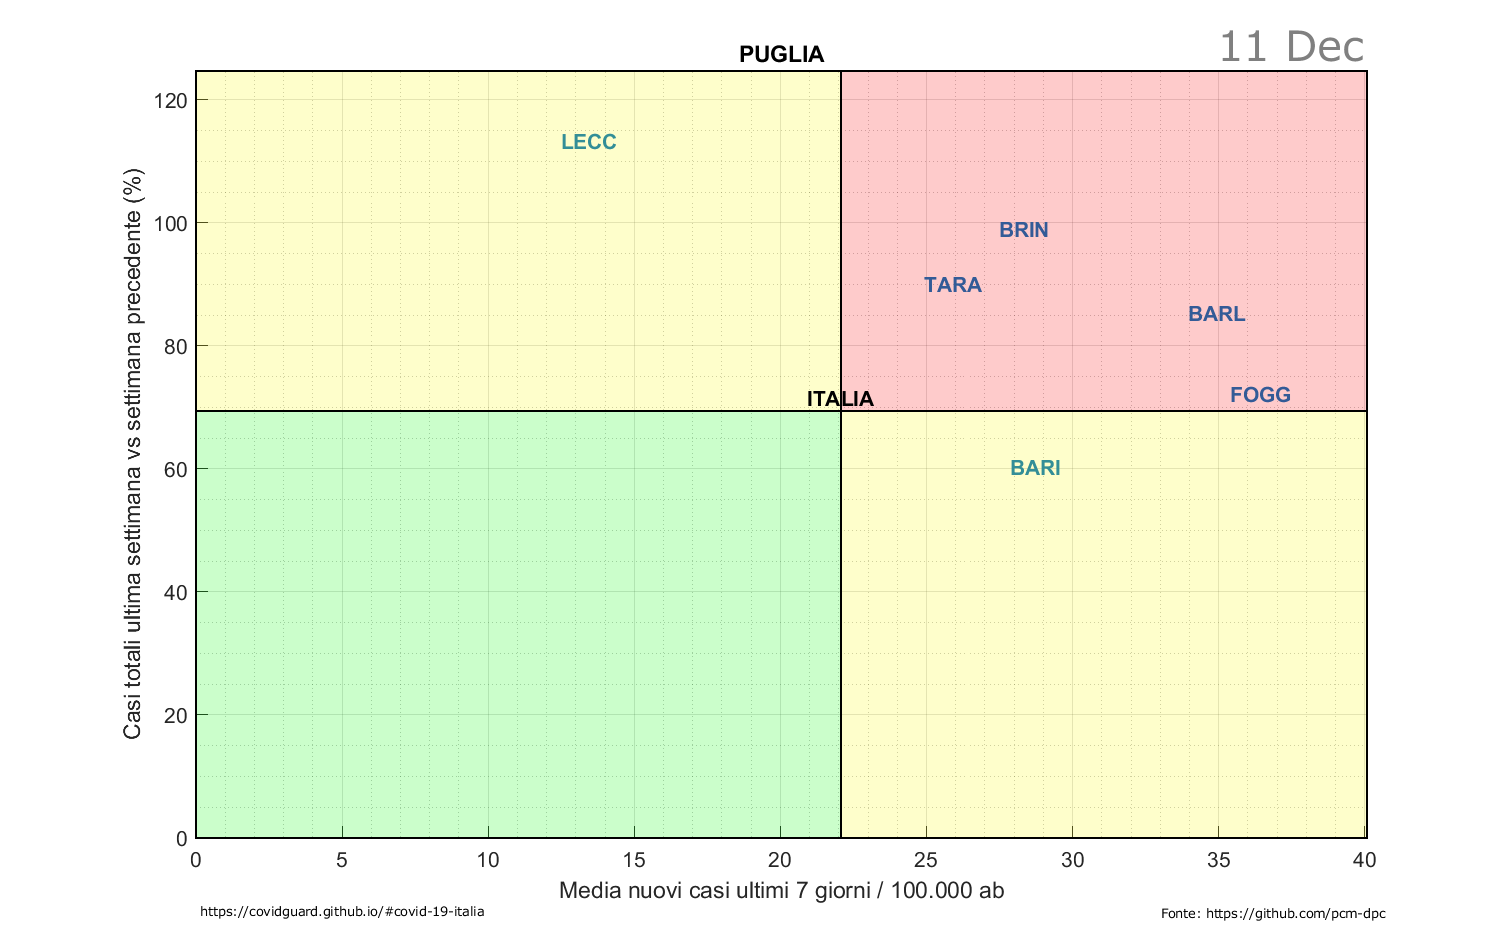 PUGLIA
11 Dec
Casi totali ultima settimana vs settimana precedente (%)
120
100
80
60
40
20
0
LECC
BRIN
TARA
BARL
FOGG
ITALIA
BARI
0 5 10 15 20 25 30 35 40
Media nuovi casi ultimi 7 giorni / 100.000 ab
https://covidguard.github.io/#covid-19-italia
Fonte: https://github.com/pcm-dpc